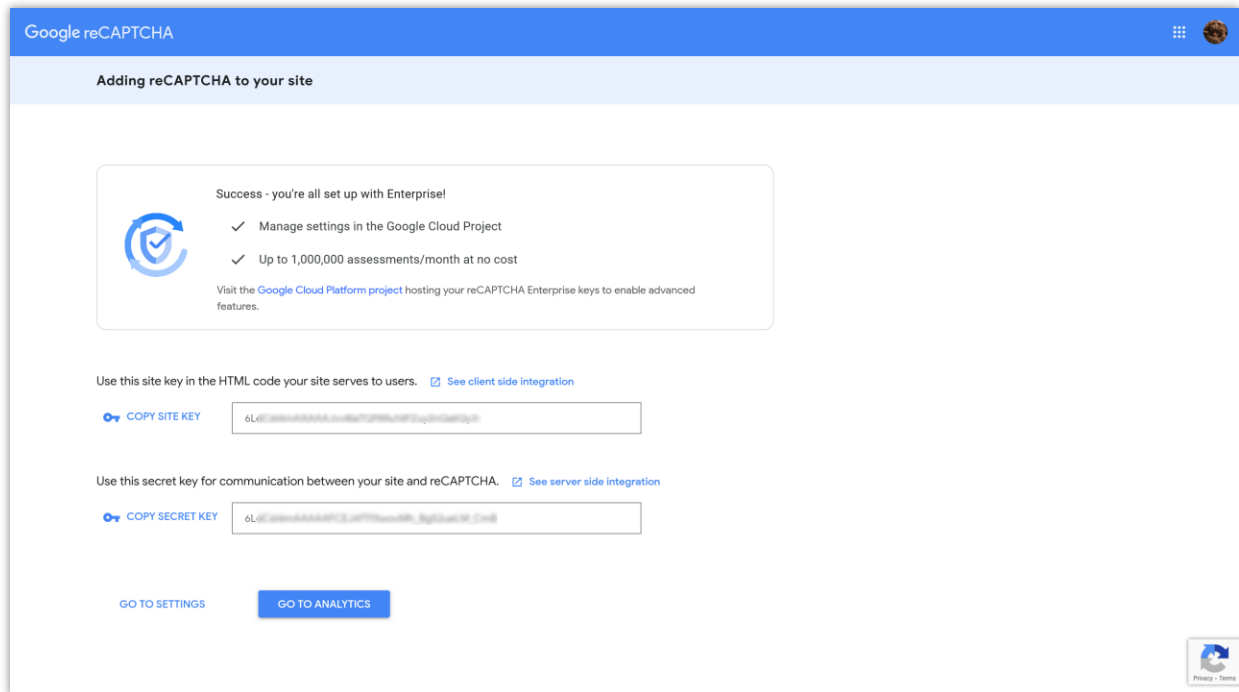 Google reCAPTCHA
Adding reCAPTCHA to your site
Success - you're all set up with Enterprise!
Manage settings in the Google Cloud Project
Up to 1,000,000 assessments/month at no cost
Visit the Google Cloud Platform project hosting your reCAPTCHA Enterprise keys to enable advanced
features.
Use this site key in the HTML code your site serves to users. See client side integration
COPY SITE KEY
Use this secret key for communication between your site and reCAPTCHA. See server side integration
COPY SECRET KEY
GO TO SETTINGS GO TO ANALYTICS
Privacy - Terms